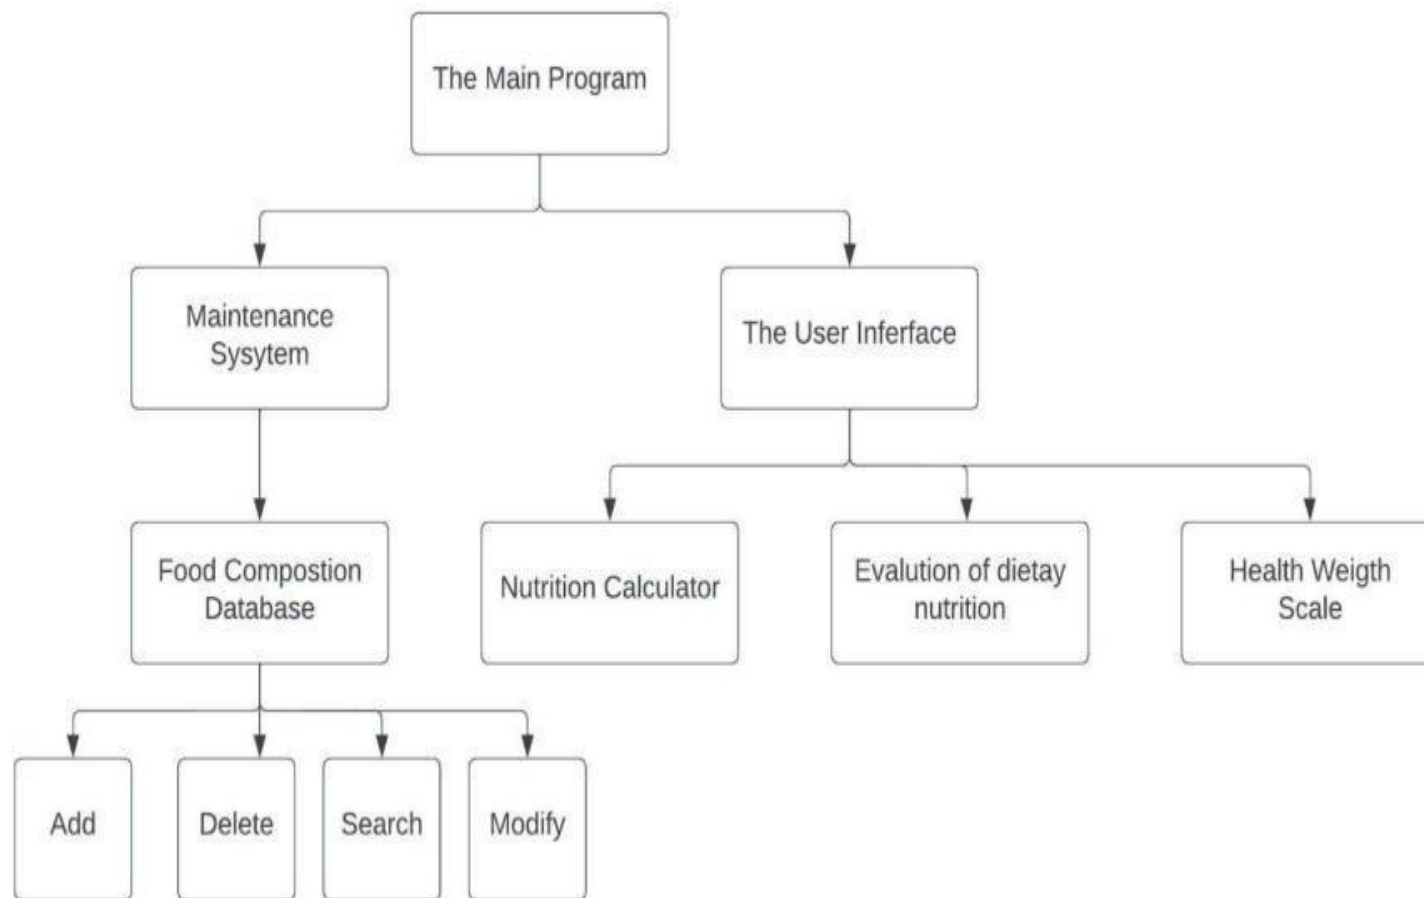 The Main Program
Maintenance
Sysytem
The User Inferface
Food Compostion
Database
Nutrition Calculator
Evalution of dietay
nutrition
Health Weigth
Scale
Add
Delete
Search
Modify